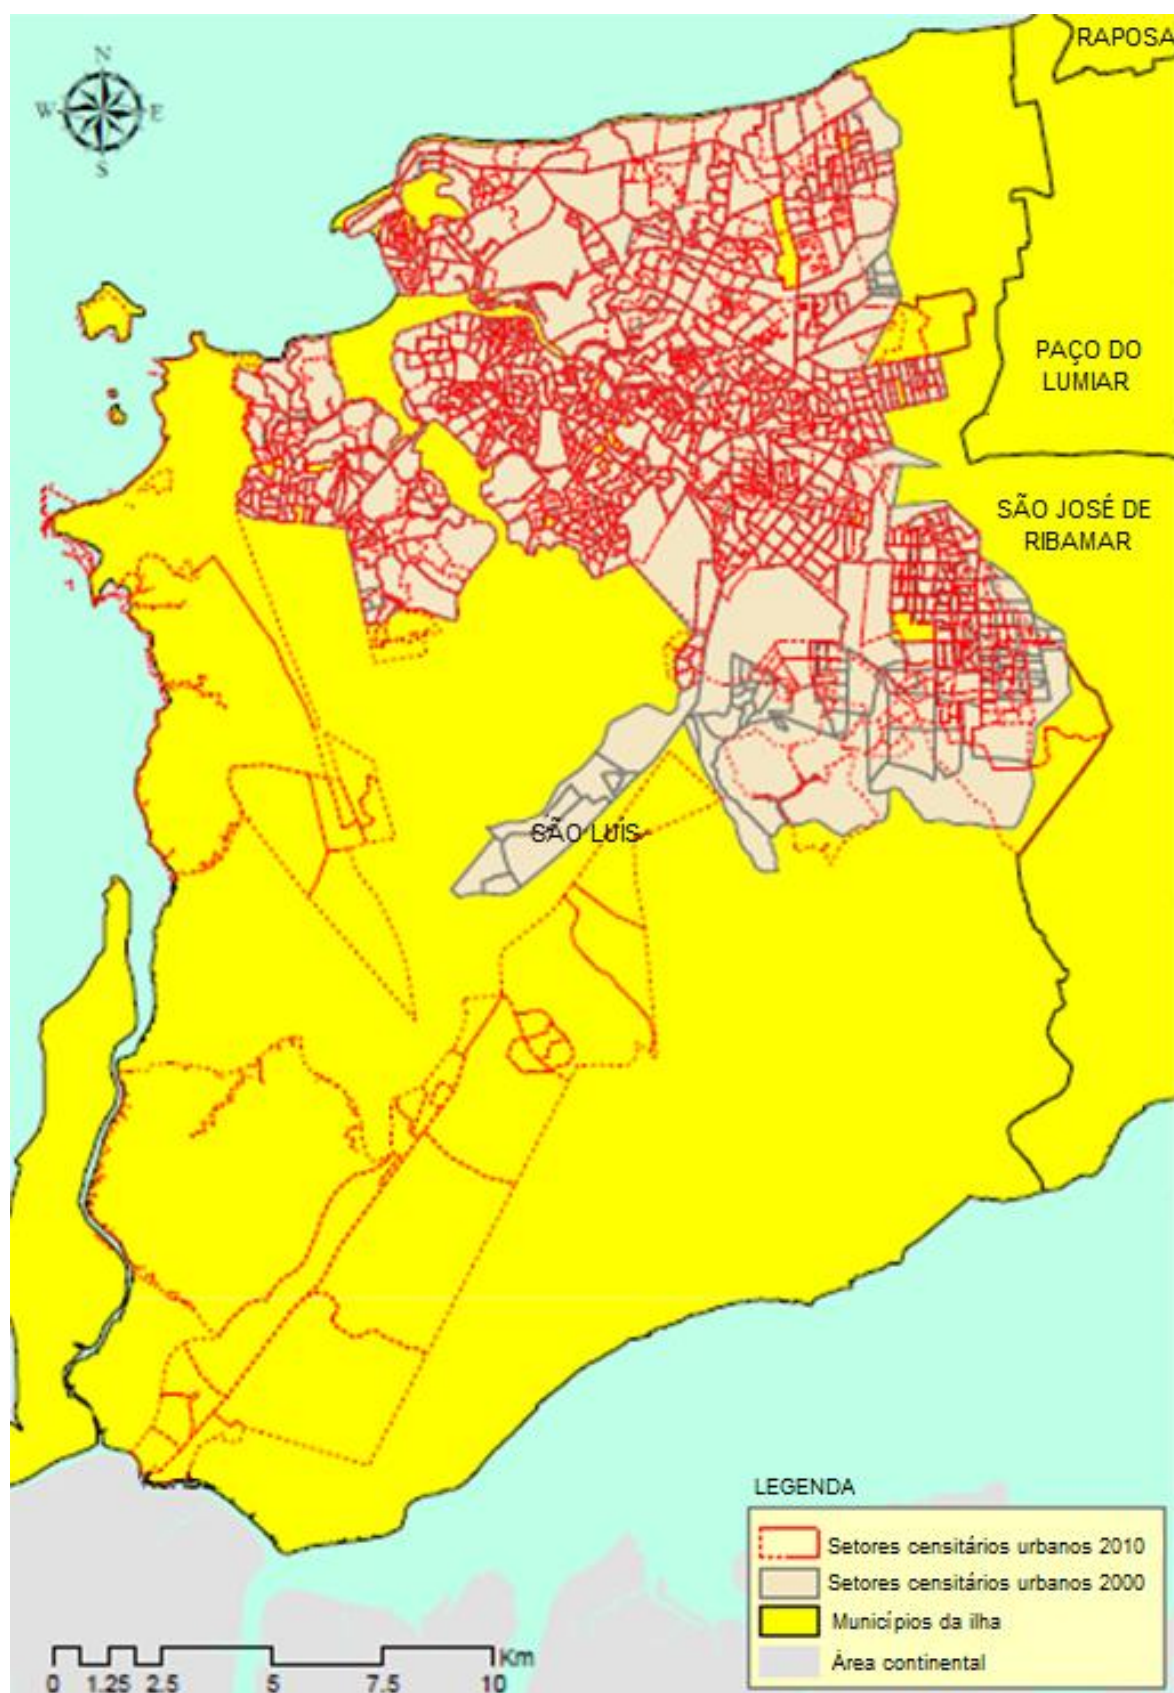 RAPOSA
N
W E
S
PAÇO DO
LUMIAR
SÃO JOSÉ DE
RIBAMAR
SÃO LUIS
LEGENDA
Setores censitários urbanos 2010
Setores censitários urbanos 2000
Municípios da ilha
Área continental
Km
0 1.25 2.5 5 7.5 10